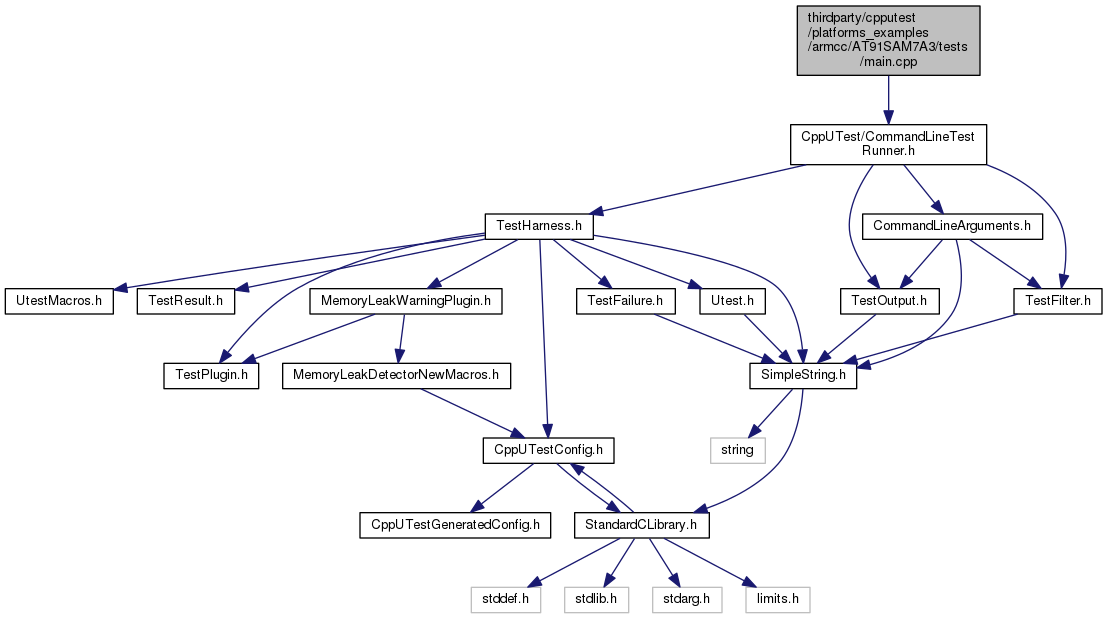 thirdparty/cpputest
/platforms_examples
/armcc/AT91SAM7A3/tests
/main.cpp
CppUTest/CommandLineTest
Runner.h
TestHarness.h
CommandLineArguments.h
UtestMacros.h
TestResult.h
MemoryLeakWarningPlugin.h
TestFailure.h
Utest.h
TestOutput.h
TestFilter.h
TestPlugin.h
MemoryLeakDetectorNewMacros.h
SimpleString.h
CppUTestConfig.h
string
CppUTestGeneratedConfig.h
StandardCLibrary.h
stddef.h
stdlib.h
stdarg.h
limits.h